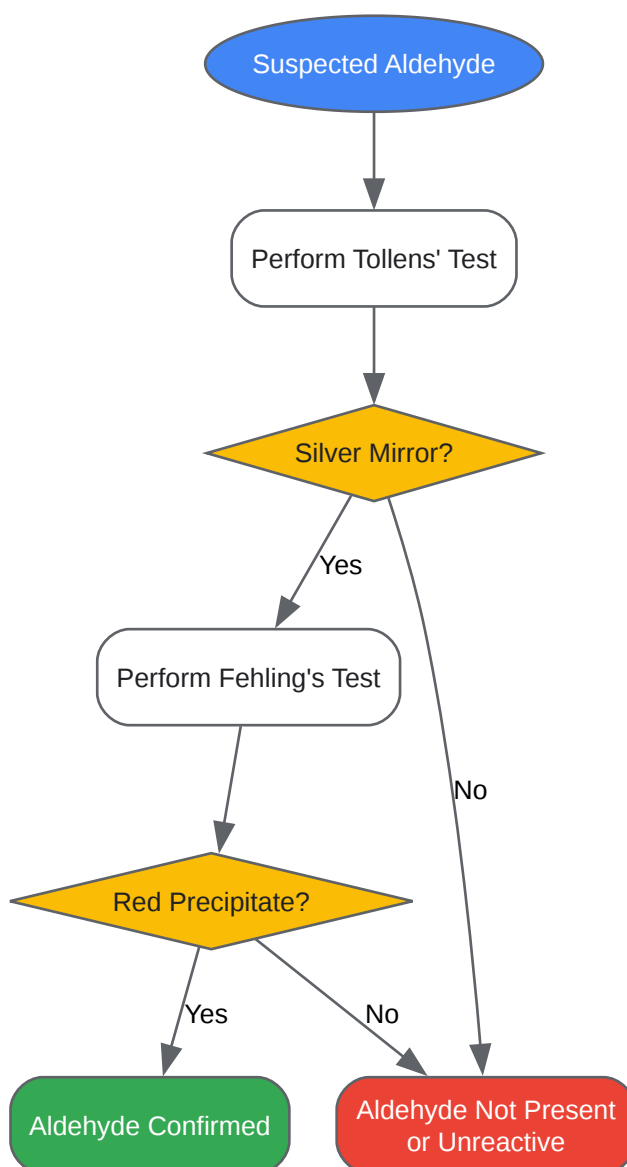 Suspected Aldehyde
Perform Tollens' Test
Silver Mirror?
Yes
Perform Fehling's Test
No
Red Precipitate?
Yes
No
Aldehyde Confirmed
Aldehyde Not Present
or Unreactive